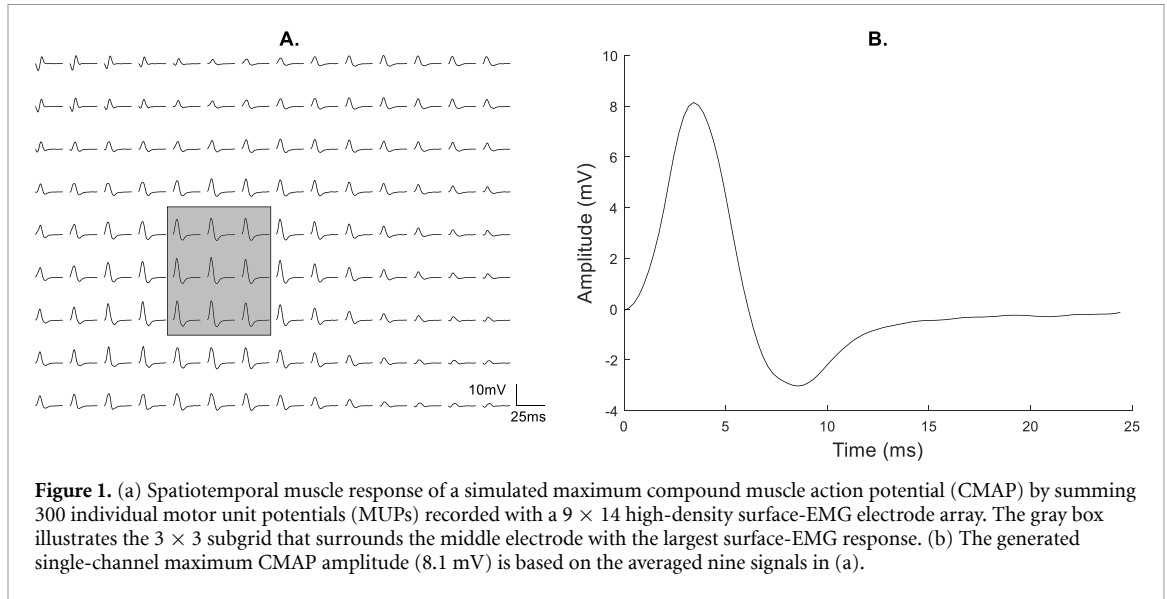 A.
10mV
25ms
B.
10
8
6
4
2
0
-2
-4
Amplitude (mV)
0 5 10 15 20 25
Time (ms)
Figure 1. (a) Spatiotemporal muscle response of a simulated maximum compound muscle action potential (CMAP) by summing
300 individual motor unit potentials (MUPs) recorded with a 9 × 14 high-density surface-EMG electrode array. The gray box
illustrates the 3 × 3 subgrid that surrounds the middle electrode with the largest surface-EMG response. (b) The generated
single-channel maximum CMAP amplitude (8.1 mV) is based on the averaged nine signals in (a).